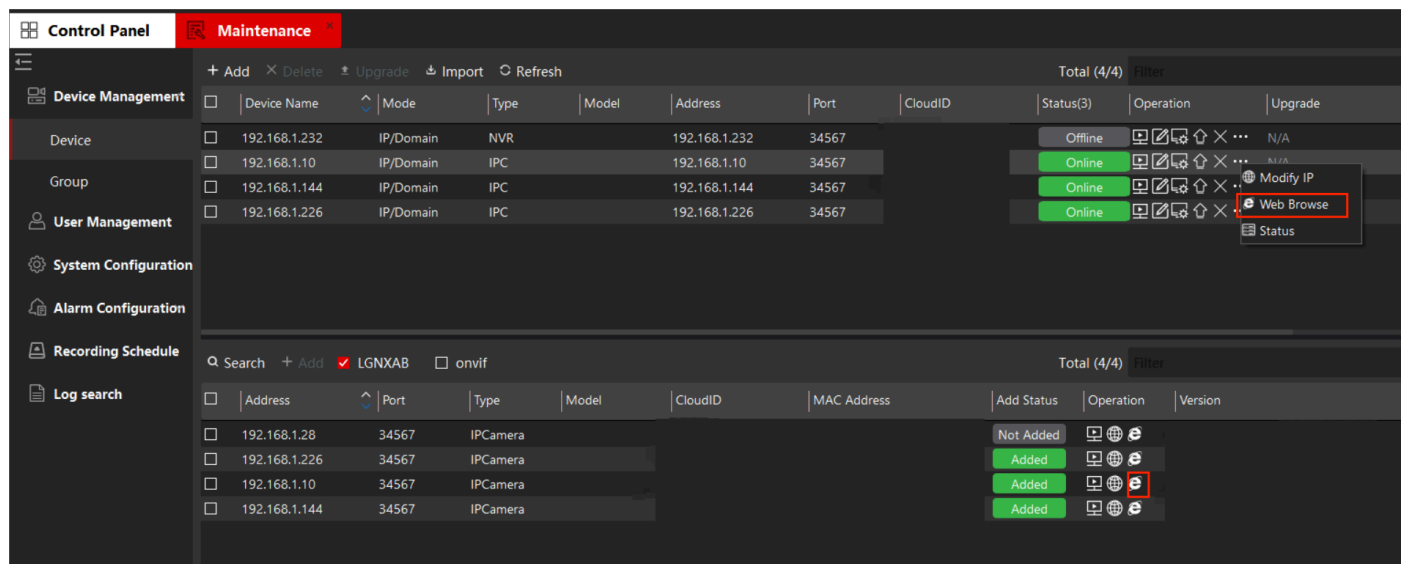 Control Panel Maintenance ×
+ Add × Delete Upgrade Import Refresh Total (4/4) Filter
Device Management
Device
Group
User Management
System Configuration
Alarm Configuration
Recording Schedule
Log search
Device Name Mode Type Model Address Port CloudID Status(3) Operation Upgrade
192.168.1.232 IP/Domain NVR 192.168.1.232 34567 Offline N/A
192.168.1.10 IP/Domain IPC 192.168.1.10 34567 Online N/A
192.168.1.144 IP/Domain IPC 192.168.1.144 34567 Online
192.168.1.226 IP/Domain IPC 192.168.1.226 34567 Online
Modify IP
Web Browse
Status
Search + Add LGNXAB onvif Total (4/4) Filter
Address Port Type Model CloudID MAC Address Add Status Operation Version
192.168.1.28 34567 IPCamera Not Added
192.168.1.226 34567 IPCamera Added
192.168.1.10 34567 IPCamera Added
192.168.1.144 34567 IPCamera Added